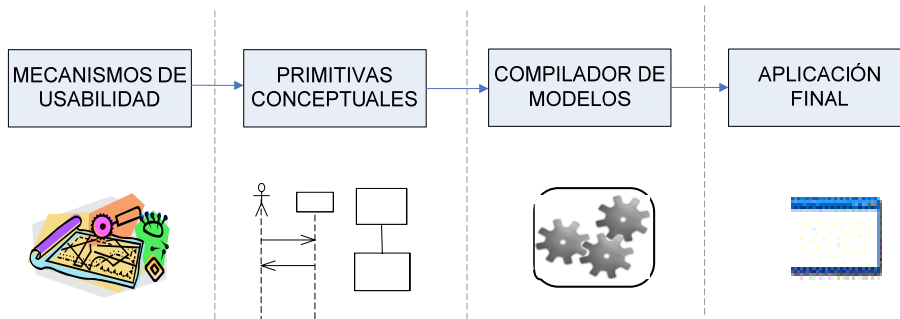 MECANISMOS DE
USABILIDAD
PRIMITIVAS
CONCEPTUALES
COMPILADOR DE
MODELOS
APLICACIÓN
FINAL